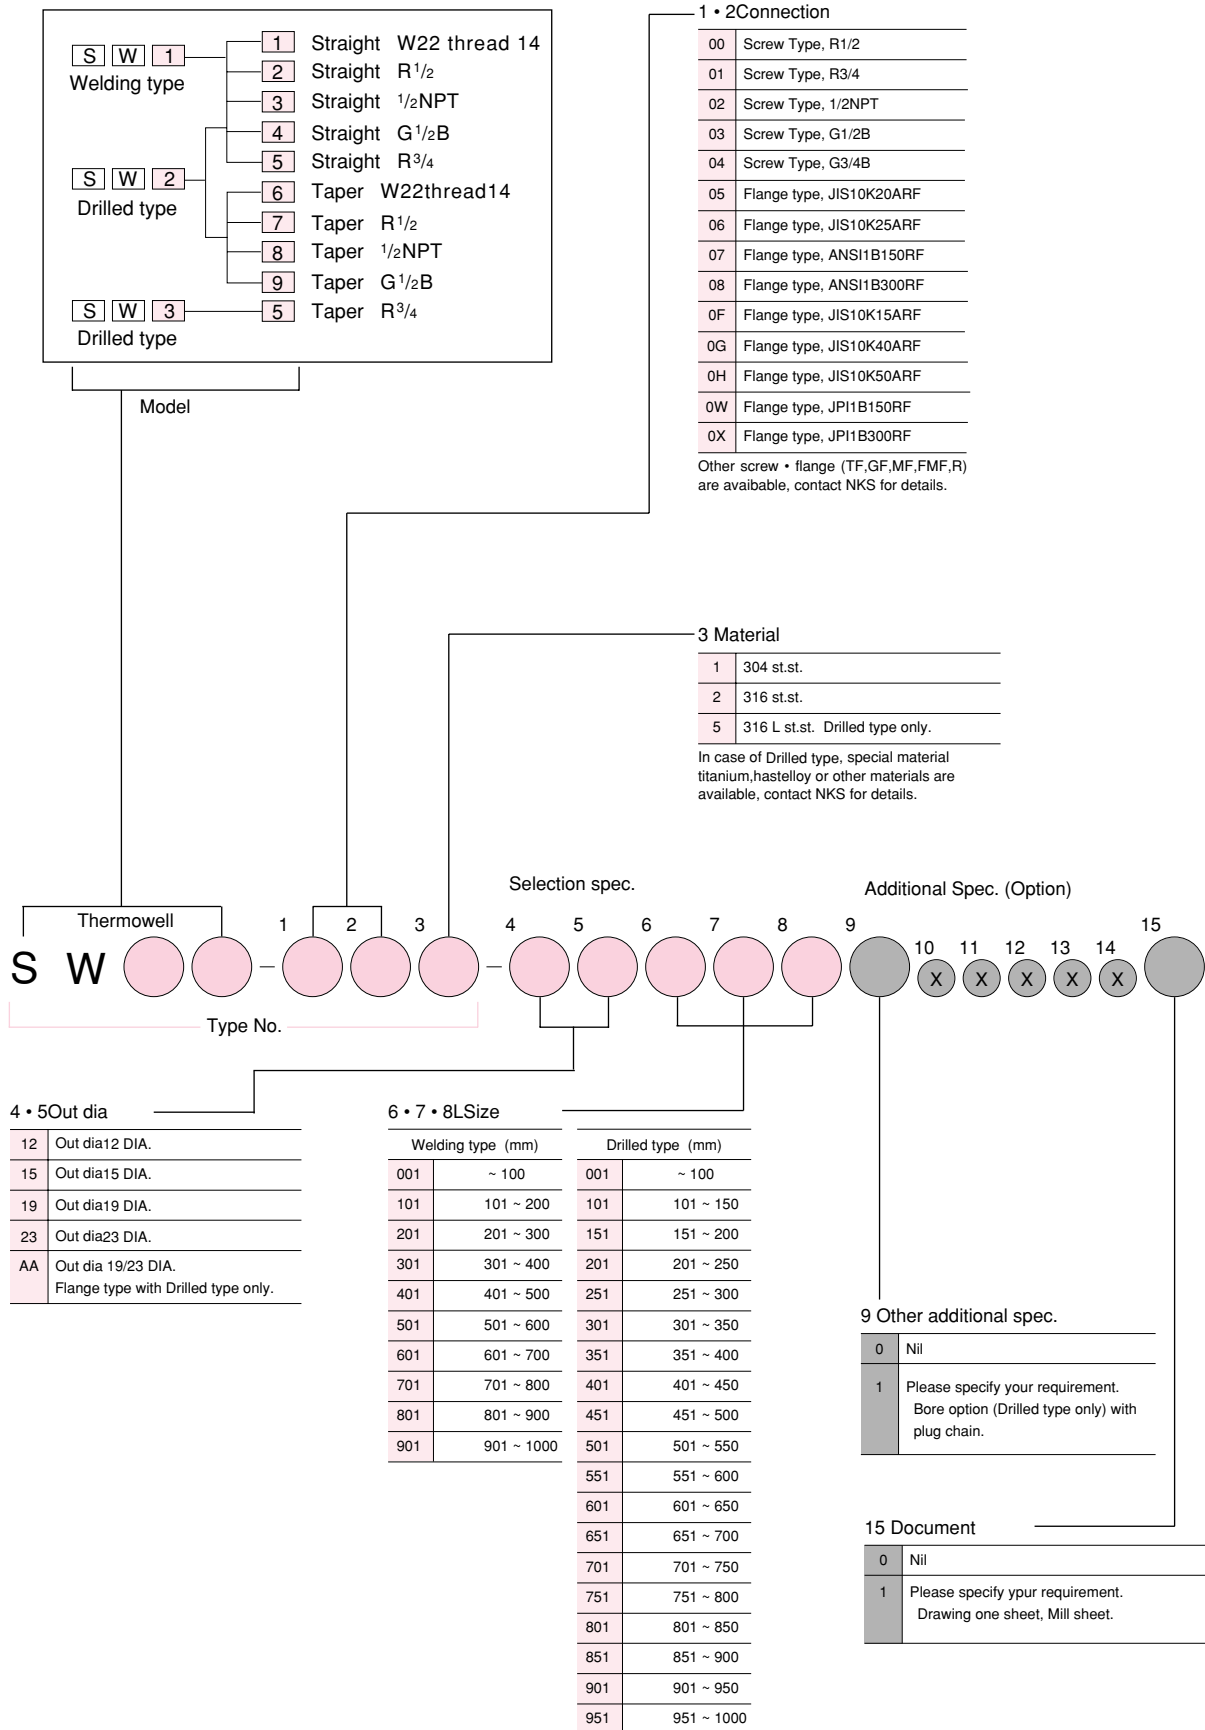 S W 1
Welding type
1 Straight W22 thread 14
2 Straight R1/2
3 Straight 1/2NPT
4 Straight G1/2B
5 Straight R3/4
S W 2
Drilled type
6 Taper W22thread14
7 Taper R1/2
8 Taper 1/2NPT
9 Taper G1/2B
S W 3
5 Taper R3/4
Drilled type
Model
1 • 2Connection
00 Screw Type, R1/2
01 Screw Type, R3/4
02 Screw Type, 1/2NPT
03 Screw Type, G1/2B
04 Screw Type, G3/4B
05 Flange type, JIS10K20ARF
06 Flange type, JIS10K25ARF
07 Flange type, ANSI1B150RF
08 Flange type, ANSI1B300RF
0F Flange type, JIS10K15ARF
0G Flange type, JIS10K40ARF
0H Flange type, JIS10K50ARF
0W Flange type, JPI1B150RF
0X Flange type, JPI1B300RF
Other screw • flange (TF,GF,MF,FMF,R)
are avaibable, contact NKS for details.
3 Material
1 304 st.st.
2 316 st.st.
5 316 L st.st. Drilled type only.
In case of Drilled type, special material
titanium,hastelloy or other materials are
available, contact NKS for details.
Selection spec.
Additional Spec. (Option)
Thermowell
1 2 3 4 5 6 7 8 9 10 11 12 13 14 15
S W – – X X X X X
Type No.
4 • 5Out dia
12 Out dia12 DIA.
15 Out dia15 DIA.
19 Out dia19 DIA.
23 Out dia23 DIA.
AA Out dia 19/23 DIA.
Flange type with Drilled type only.
6 • 7 • 8LSize
Welding type (mm)
001 ~ 100
101 101 ~ 200
201 201 ~ 300
301 301 ~ 400
401 401 ~ 500
501 501 ~ 600
601 601 ~ 700
701 701 ~ 800
801 801 ~ 900
901 901 ~ 1000
Drilled type (mm)
001 ~ 100
101 101 ~ 150
151 151 ~ 200
201 201 ~ 250
251 251 ~ 300
301 301 ~ 350
351 351 ~ 400
401 401 ~ 450
451 451 ~ 500
501 501 ~ 550
551 551 ~ 600
601 601 ~ 650
651 651 ~ 700
701 701 ~ 750
751 751 ~ 800
801 801 ~ 850
851 851 ~ 900
901 901 ~ 950
951 951 ~ 1000
9 Other additional spec.
0 Nil
1 Please specify your requirement.
Bore option (Drilled type only) with
plug chain.
15 Document
0 Nil
1 Please specify ypur requirement.
Drawing one sheet, Mill sheet.